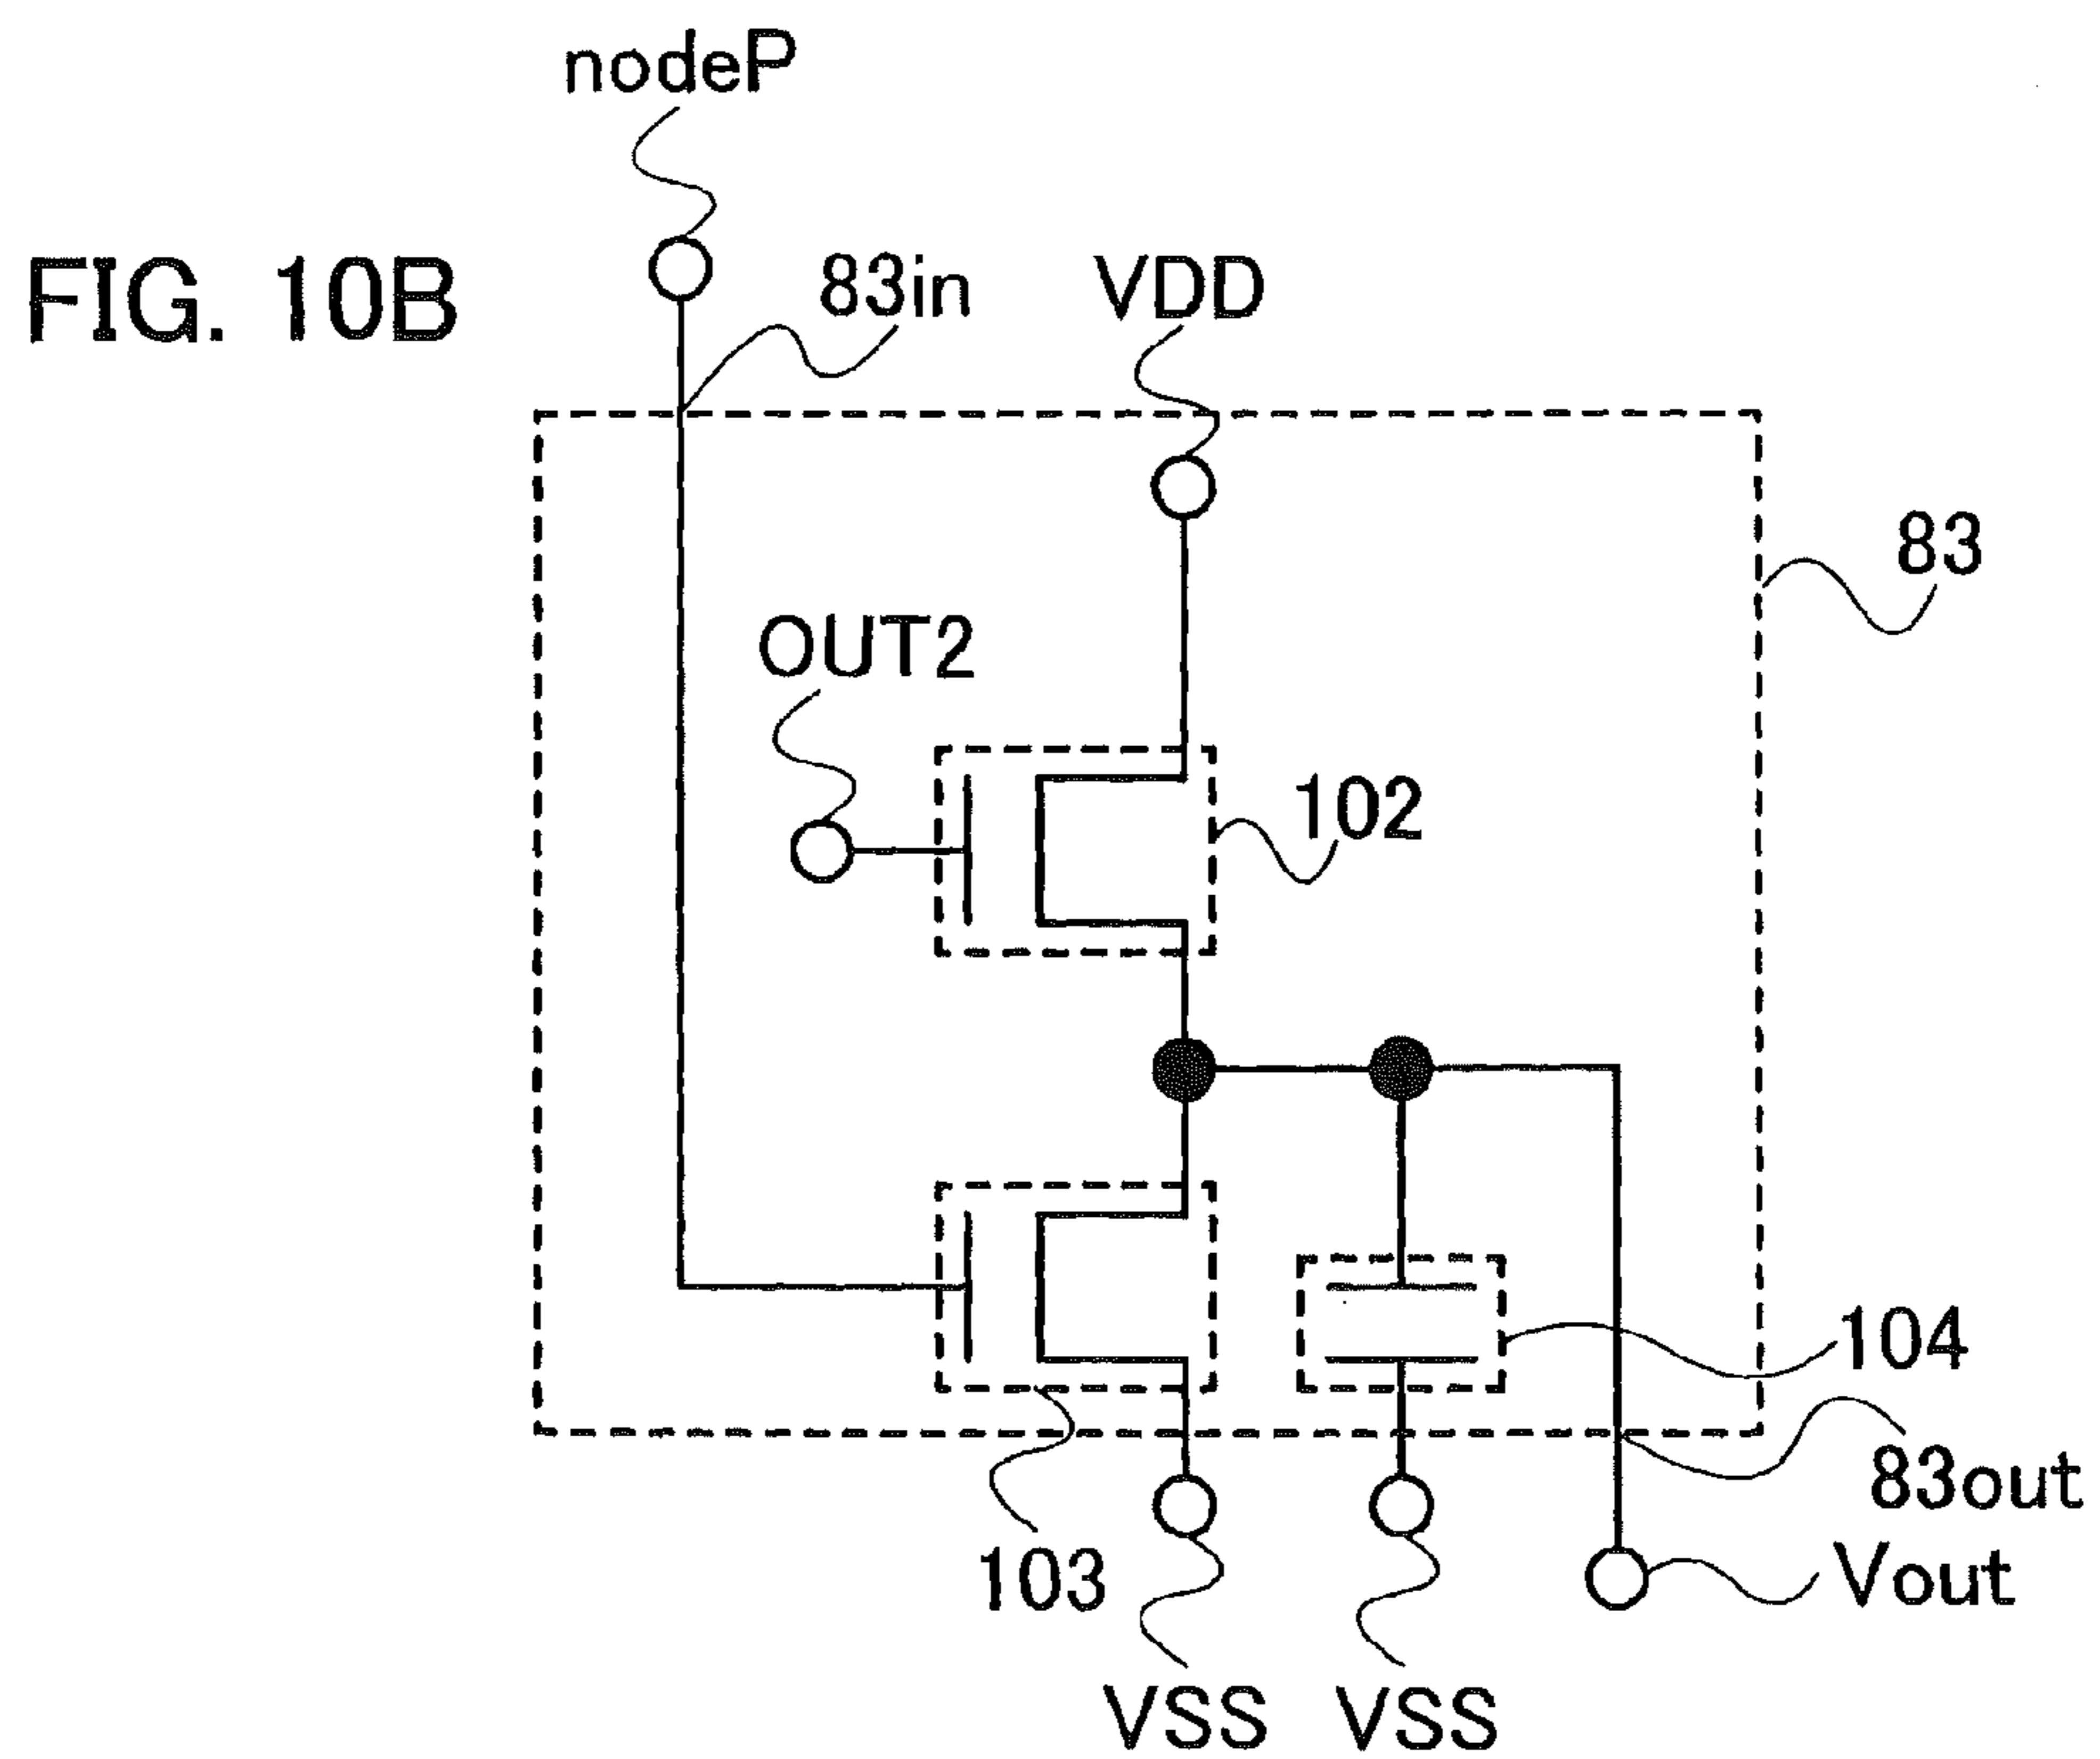 nodeP
FIG. 10B
83in
VDD
83
OUT2
102
104
83out
103
Vout
VSS
VSS